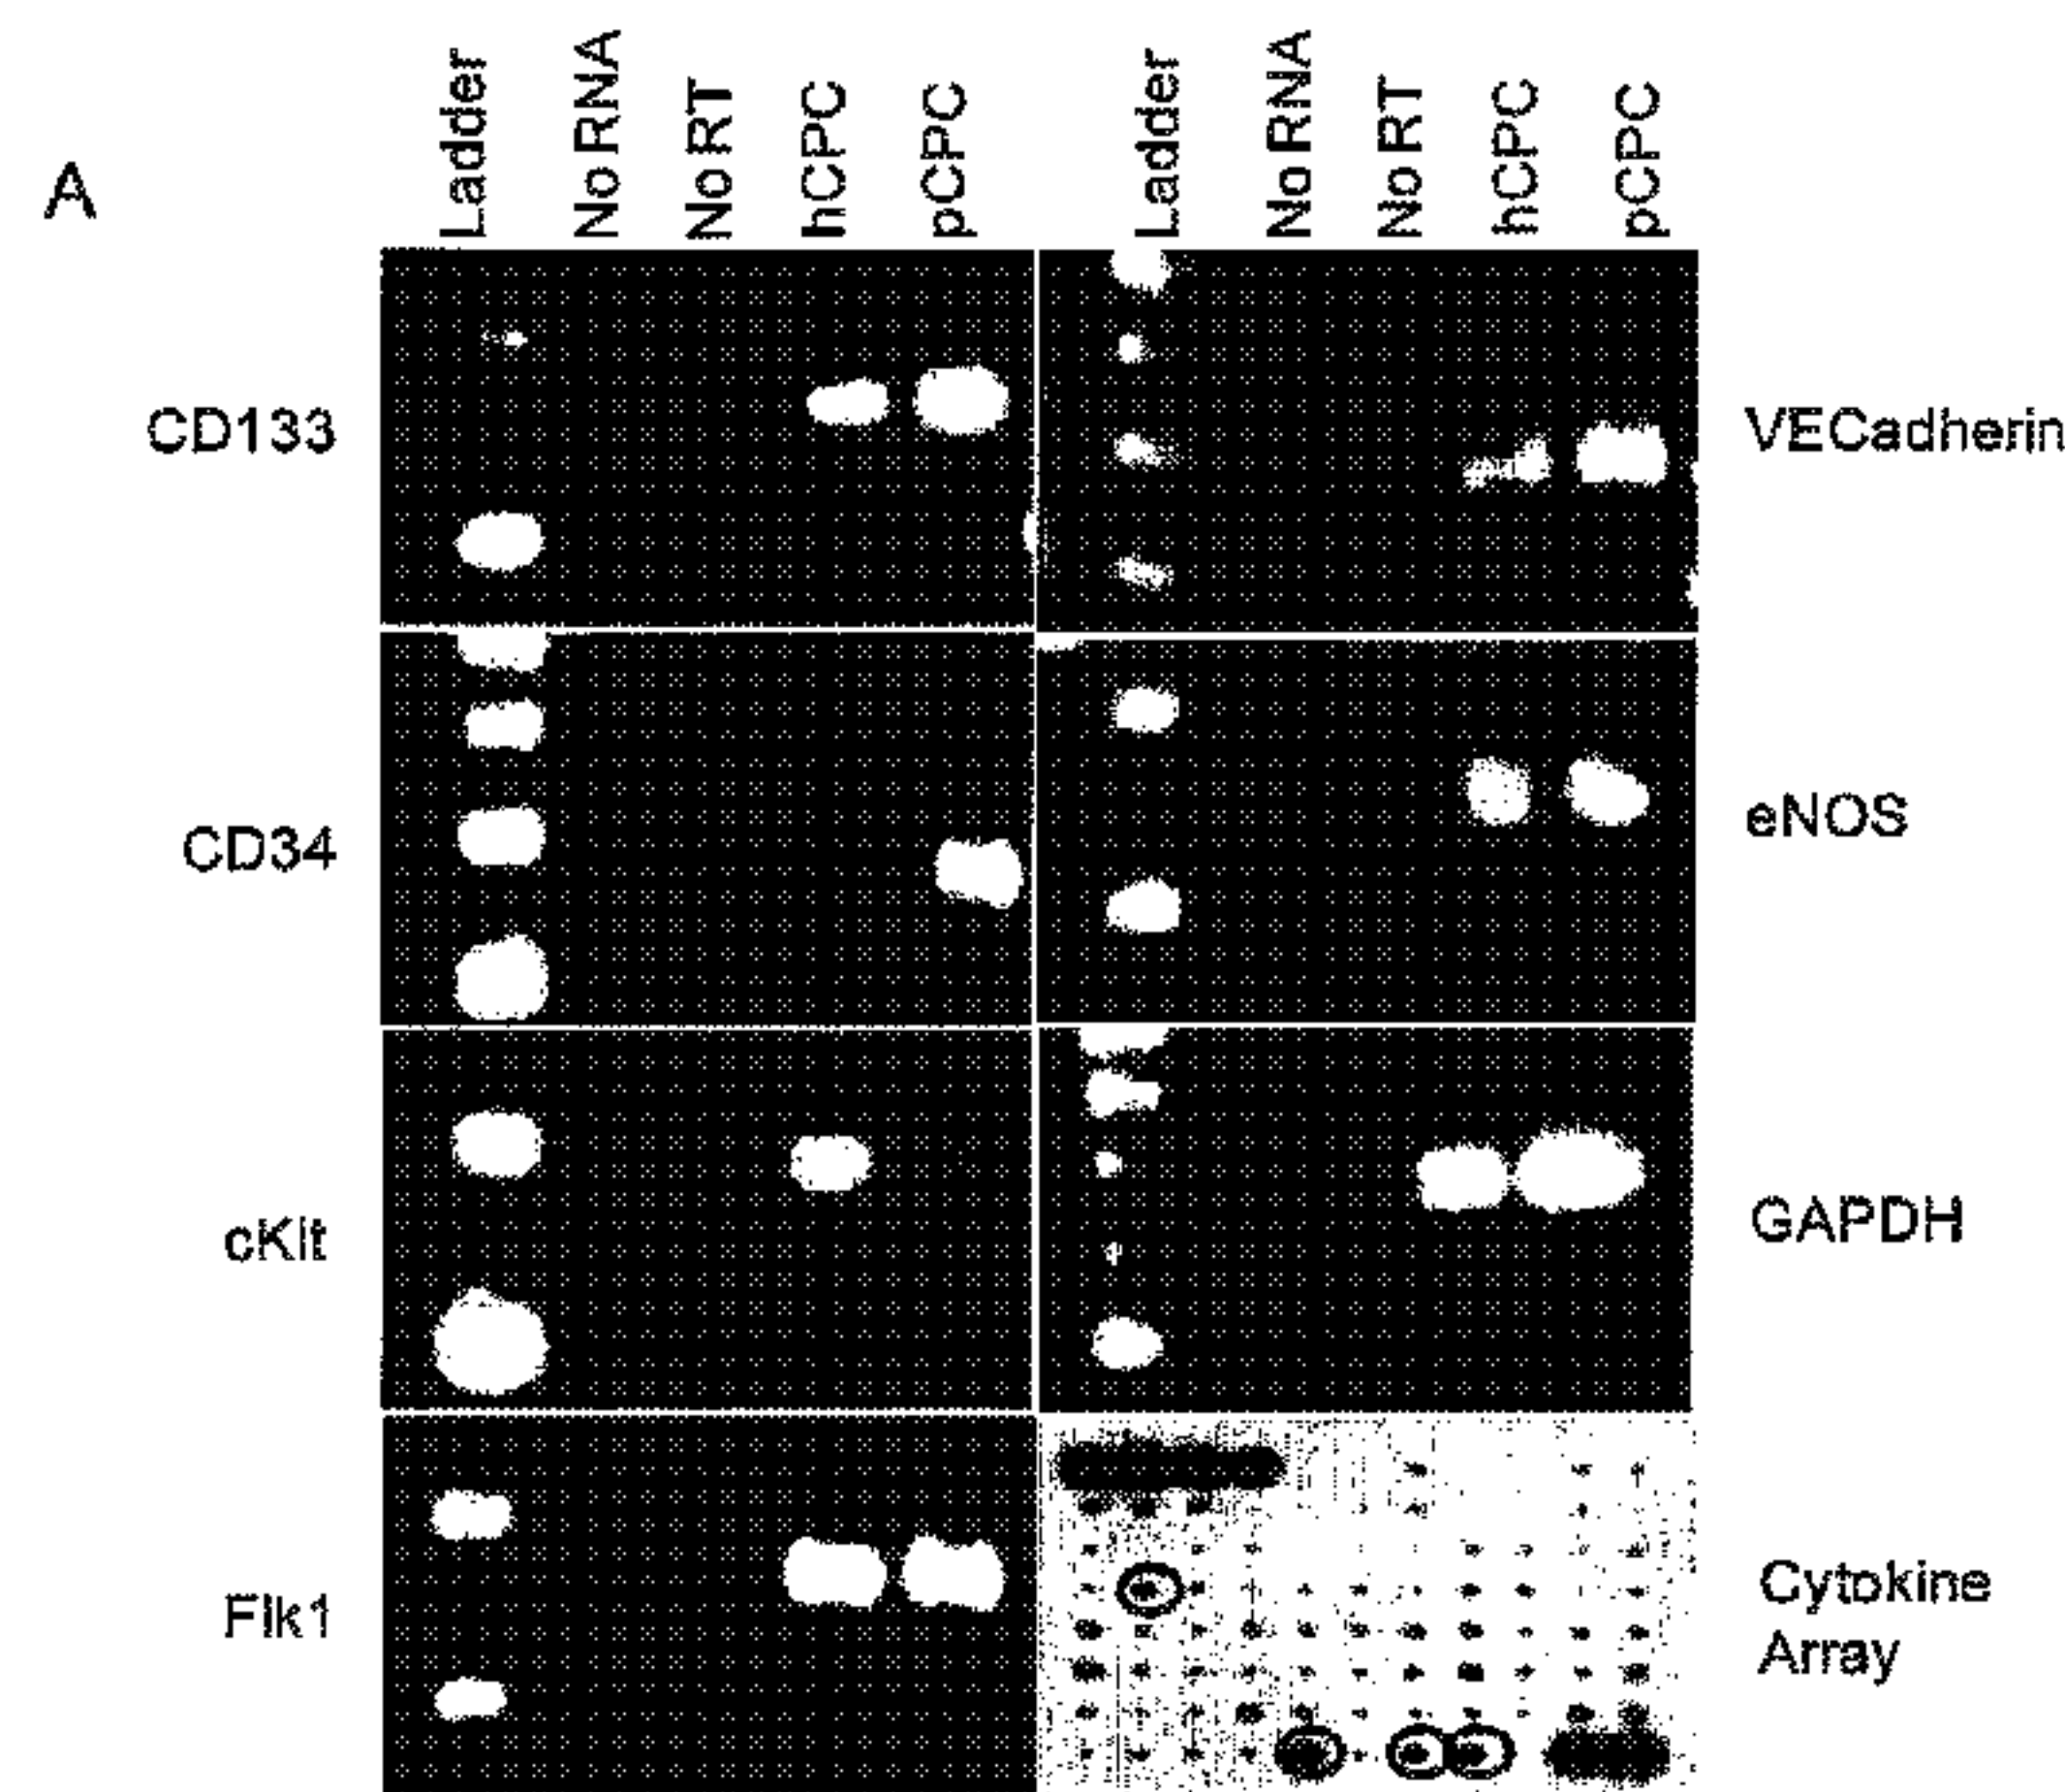 A
Ladder
No RNA
No RT
hCPC
pCPC
Ladder
No RNA
No RT
hCPC
pCPC
CD133
VECadherin
CD34
eNOS
cKit
GAPDH
Flk1
Cytokine
Array